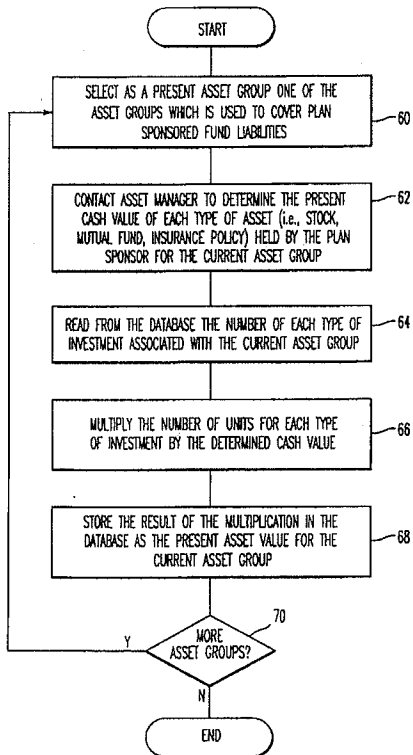 START
SELECT AS A PRESENT ASSET GROUP ONE OF THE
ASSET GROUPS WHICH IS USED TO COVER PLAN
SPONSORED FUND LIABILITIES
60
CONTACT ASSET MANAGER TO DETERMINE THE PRESENT
CASH VALUE OF EACH TYPE OF ASSET (i.e., STOCK,
MUTUAL FUND, INSURANCE POLICY) HELD BY THE PLAN
SPONSOR FOR THE CURRENT ASSET GROUP
62
READ FROM THE DATABASE THE NUMBER OF EACH TYPE OF
INVESTMENT ASSOCIATED WITH THE CURRENT ASSET GROUP
64
MULTIPLY THE NUMBER OF UNITS FOR EACH TYPE
OF INVESTMENT BY THE DETERMINED CASH VALUE
66
STORE THE RESULT OF THE MULTIPLICATION IN THE
DATABASE AS THE PRESENT ASSET VALUE FOR THE
CURRENT ASSET GROUP
68
70
Y
MORE
ASSET GROUPS?
N
END